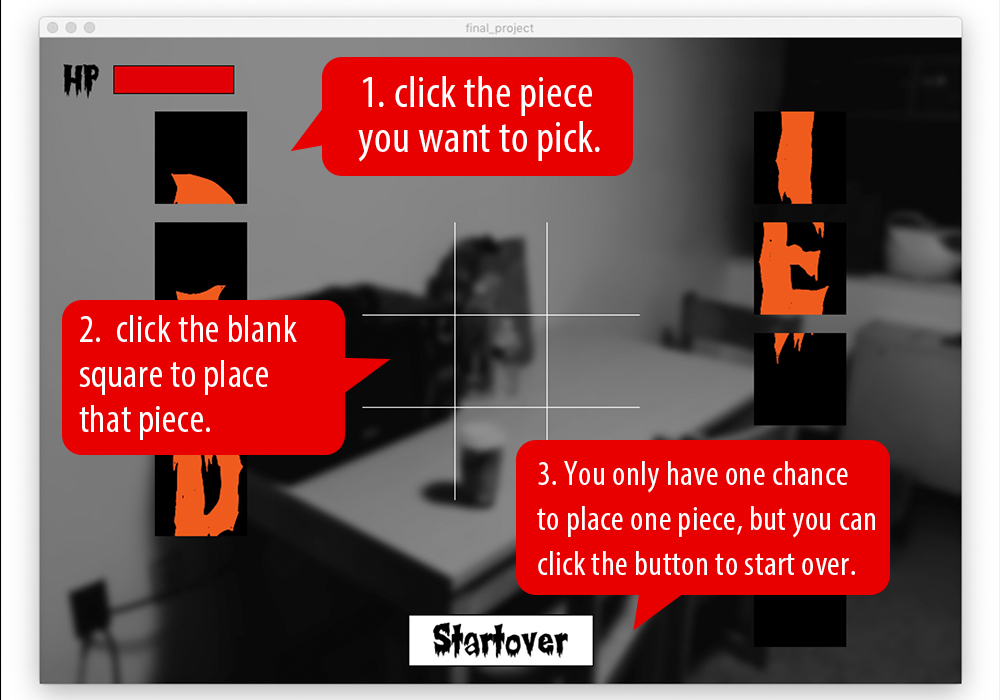 final_project
HP
1. click the piece
you want to pick.
I
E
2. click the blank
square to place
that piece.
D
3. You only have one chance
to place one piece, but you can
click the button to start over.
Startover